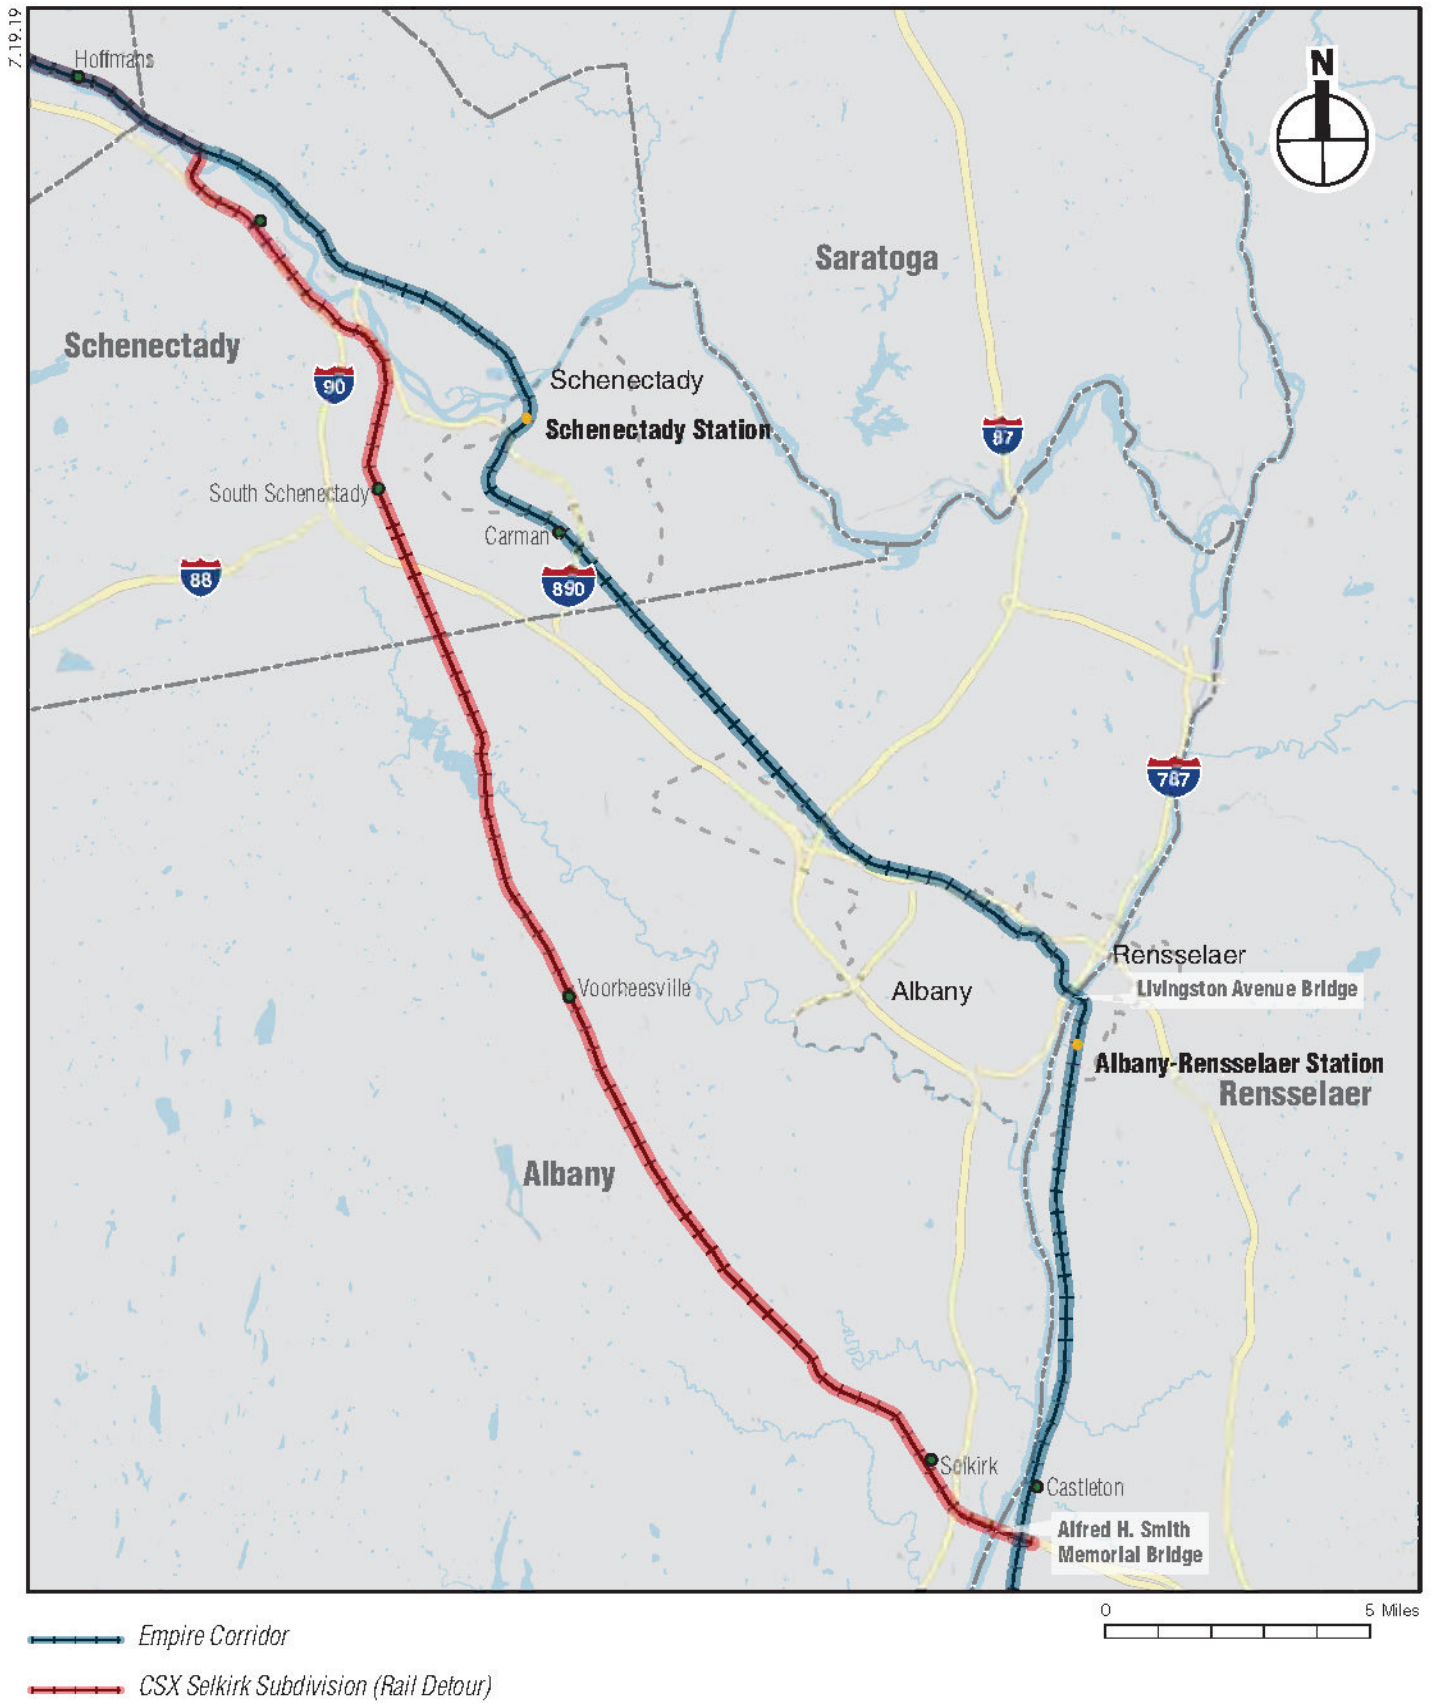 7.19.19
Hoffmans
N
Saratoga
Schenectady
90
Schenectady
Schenectady Station
87
South Schenectady
Carman
88
890
787
Rensselaer
Voorheesville
Albany
Livingston Avenue Bridge
Albany-Rensselaer Station
Rensselaer
Albany
Selkirk
Castleton
Alfred H. Smith
Memorial Bridge
0 5 Miles
Empire Corridor
CSX Selkirk Subdivision (Rail Detour)